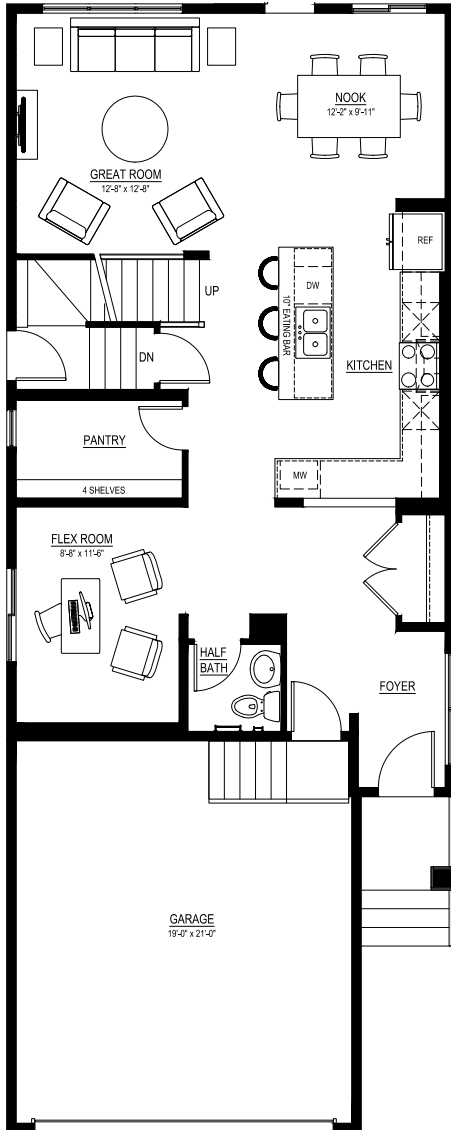 NOOK
12'-2" x 9'-11"
GREAT ROOM
12'-8" x 12'-8"
REF
UP
DW
10" EATING BAR
DN
KITCHEN
PANTRY
MW
4 SHELVES
FLEX ROOM
8'-8" x 11'-6"
HALF
BATH
FOYER
GARAGE
19'-0" x 21'-0"